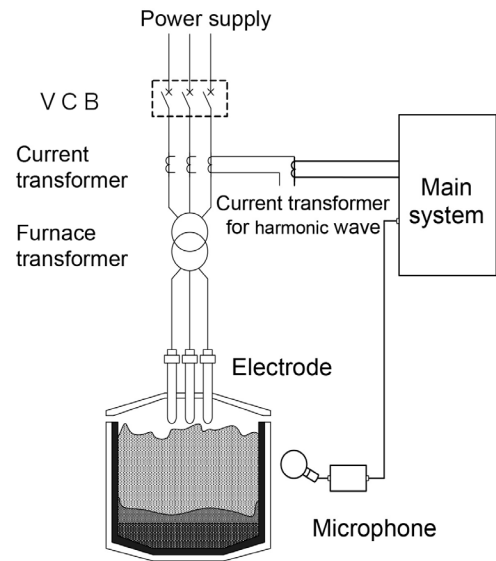 Power supply
V C B
Current
transformer
Current transformer
for harmonic wave
Main
system
Furnace
transformer
Electrode
Microphone